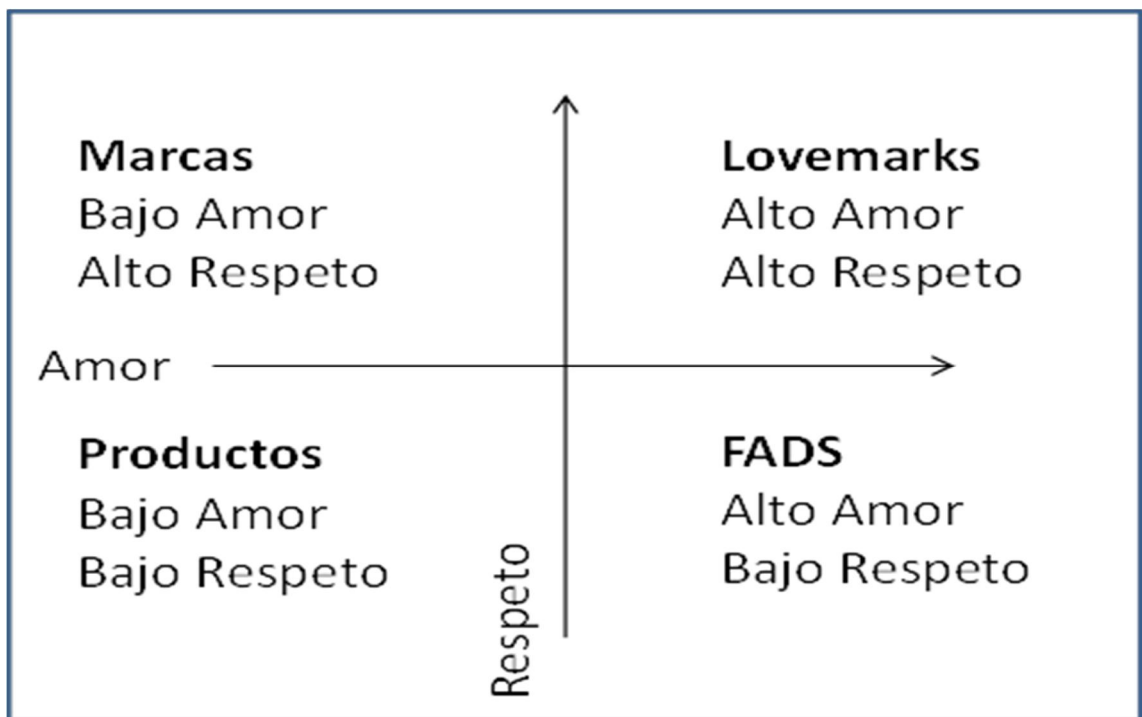 Marcas
Bajo Amor
Alto Respeto
Lovemarks
Alto Amor
Alto Respeto
Amor
Productos
Bajo Amor
Bajo Respeto
FADS
Alto Amor
Bajo Respeto
Respeto